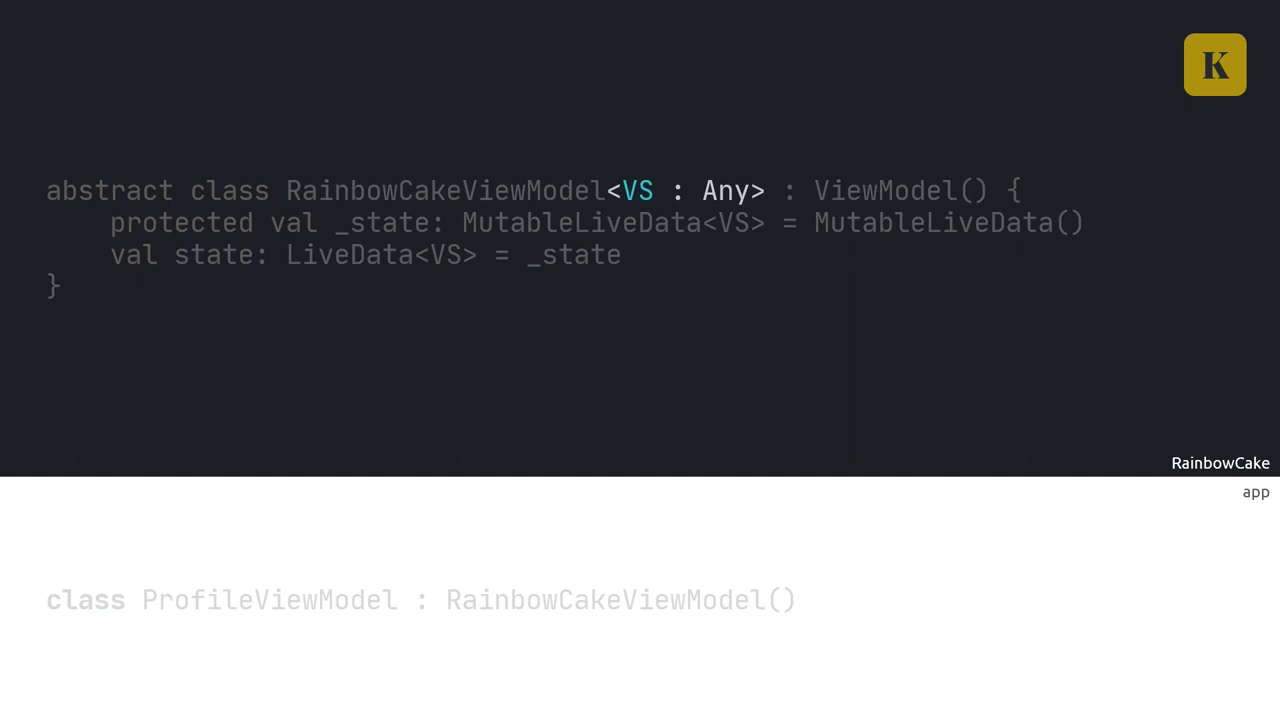 K
abstract class RainbowCakeViewModel<VS : Any> : ViewModel() {
    protected val _state: MutableLiveData<VS> = MutableLiveData()
    val state: LiveData<VS> = _state
}
RainbowCake
app
class ProfileViewModel : RainbowCakeViewModel()